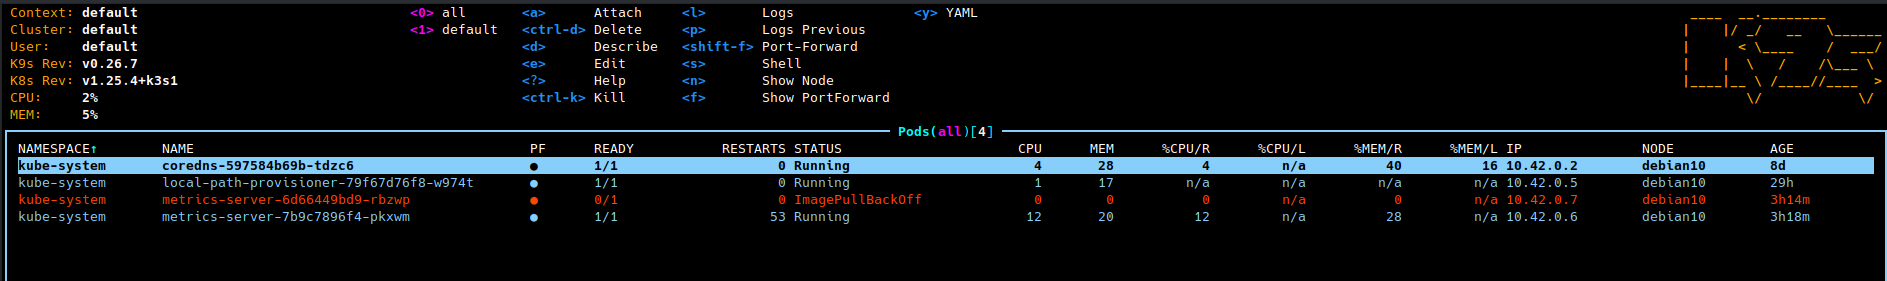 Context: default <0> all <a> Attach <l> Logs <y> YAML
Cluster: default <1> default <ctrl-d> Delete <p> Logs Previous
User: default <d> Describe <shift-f> Port-Forward
K9s Rev: v0.26.7 <e> Edit <s> Shell
K8s Rev: v1.25.4+k3s1 <?> Help <n> Show Node
CPU: 2% <ctrl-k> Kill <f> Show PortForward
MEM: 5%
Pods(all)[4]
NAMESPACE↑ NAME PF READY RESTARTS STATUS CPU MEM %CPU/R %CPU/L %MEM/R %MEM/L IP NODE AGE
kube-system coredns-597584b69b-tdzc6 ● 1/1 0 Running 4 28 4 n/a 40 16 10.42.0.2 debian10 8d
kube-system local-path-provisioner-79f67d76f8-w974t ● 1/1 0 Running 1 17 n/a n/a n/a n/a 10.42.0.5 debian10 29h
kube-system metrics-server-6d66449bd9-rbzwp ● 0/1 0 ImagePullBackOff 0 0 0 n/a 0 n/a 10.42.0.7 debian10 3h14m
kube-system metrics-server-7b9c7896f4-pkxwm ● 1/1 53 Running 12 20 12 n/a 28 n/a 10.42.0.6 debian10 3h18m